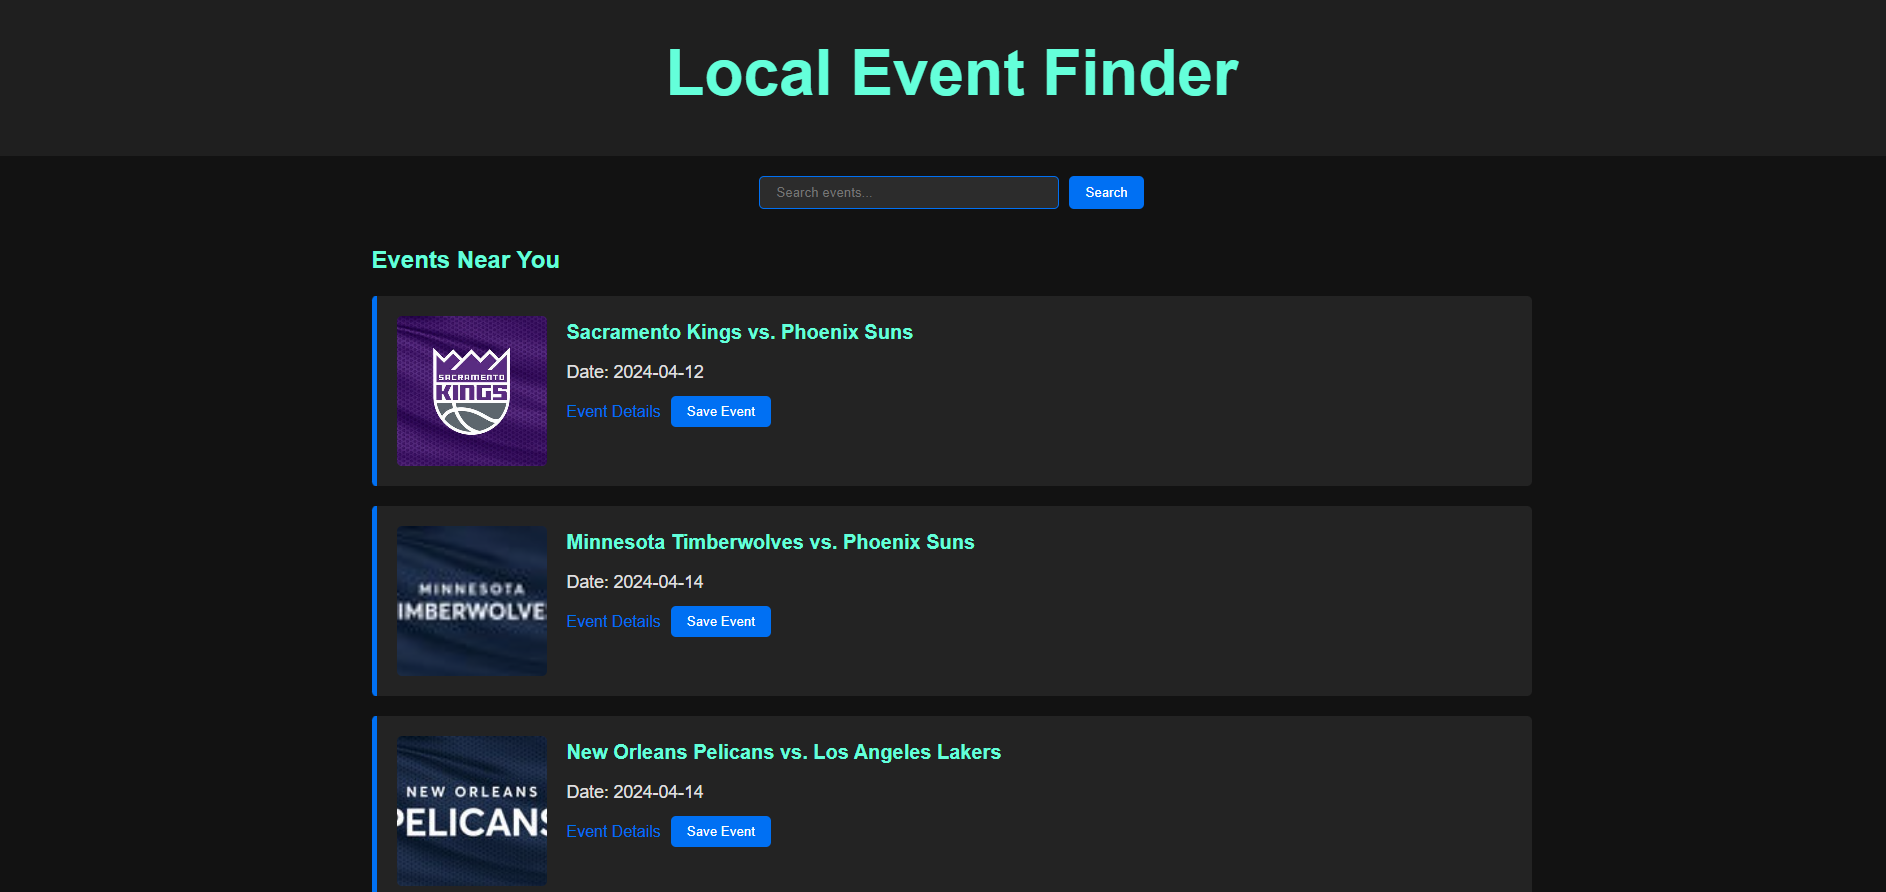 Local Event Finder
Search events...
Search
Events Near You
SACRAMENTO
KINGS
Sacramento Kings vs. Phoenix Suns
Date: 2024-04-12
Event Details
Save Event
MINNESOTA
IMBERWOLVE
Minnesota Timberwolves vs. Phoenix Suns
Date: 2024-04-14
Event Details
Save Event
NEW ORLEANS
PELICANS
New Orleans Pelicans vs. Los Angeles Lakers
Date: 2024-04-14
Event Details
Save Event